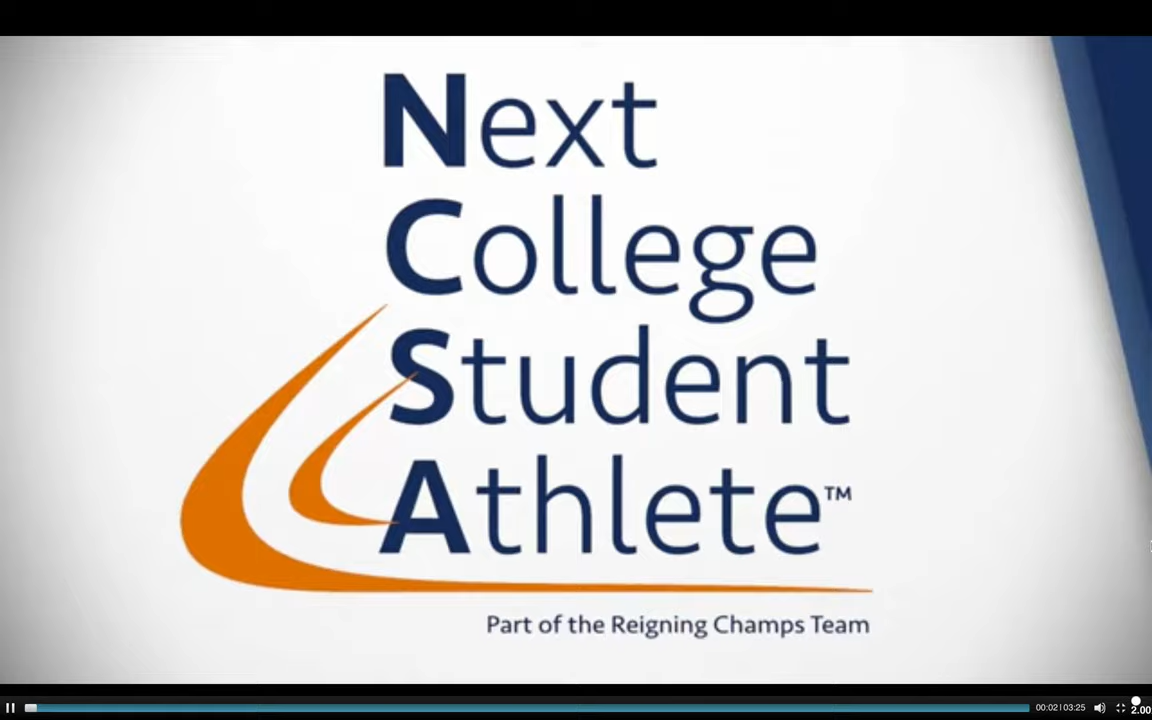 Next
College
Student
Athlete™
Part of the Reigning Champs Team
00:02 | 03:25
2.00